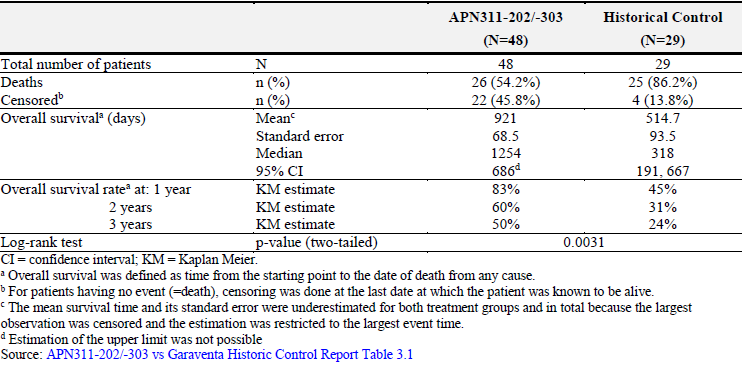 APN311-202/-303 Historical Control
(N=48) (N=29)
Total number of patients N 48 29
Deaths n (%) 26 (54.2%) 25 (86.2%)
Censoredb n (%) 22 (45.8%) 4 (13.8%)
Overall survivala (days) Meanc 921 514.7
Standard error 68.5 93.5
Median 1254 318
95% CI 686d 191, 667
Overall survival ratea at: 1 year KM estimate 83% 45%
2 years KM estimate 60% 31%
3 years KM estimate 50% 24%
Log-rank test p-value (two-tailed) 0.0031
CI = confidence interval; KM = Kaplan Meier.
a Overall survival was defined as time from the starting point to the date of death from any cause.
b For patients having no event (=death), censoring was done at the last date at which the patient was known to be alive.
c The mean survival time and its standard error were underestimated for both treatment groups and in total because the largest
observation was censored and the estimation was restricted to the largest event time.
d Estimation of the upper limit was not possible
Source: APN311-202/-303 vs Garaventa Historic Control Report Table 3.1